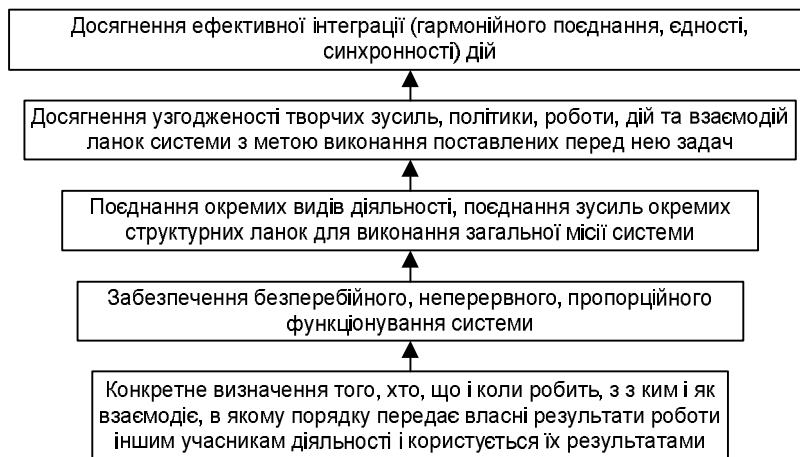 Досягнення ефективної інтеграції (гармонійного поєднання, єдності,
синхронності) дій
Досягнення узгодженості творчих зусиль, політики, роботи, дій та взаємодій
ланок системи з метою виконання поставлених перед нею задач
Поєднання окремих видів діяльності, поєднання зусиль окремих
структурних ланок для виконання загальної місії системи
Забезпечення безперебійного, неперервного, пропорційного
функціонування системи
Конкретне визначення того, хто, що і коли робить, з з ким і як
взаємодіє, в якому порядку передає власні результати роботи
іншим учасникам діяльності і користується їх результатами